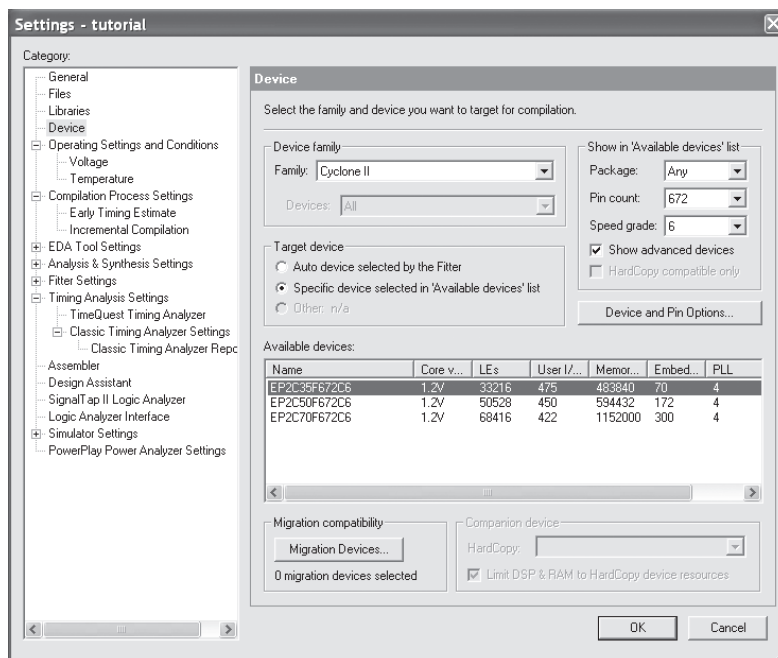 Settings - tutorial
Category:
General
Files
Libraries
Device
Operating Settings and Conditions
Voltage
Temperature
Compilation Process Settings
Early Timing Estimate
Incremental Compilation
EDA Tool Settings
Analysis & Synthesis Settings
Fitter Settings
Timing Analysis Settings
TimeQuest Timing Analyzer
Classic Timing Analyzer Settings
Classic Timing Analyzer Repo
Assembler
Design Assistant
SignalTap II Logic Analyzer
Logic Analyzer Interface
Simulator Settings
PowerPlay Power Analyzer Settings
Device
Select the family and device you want to target for compilation.
Device family
Family: Cyclone II
Devices: All
Target device
Auto device selected by the Fitter
Specific device selected in 'Available devices' list
Other: n/a
Show in 'Available devices' list
Package: Any
Pin count: 672
Speed grade: 6
Show advanced devices
HardCopy compatible only
Device and Pin Options...
Available devices:
Name Core v... LEs User I/... Memor... Embed... PLL
EP2C35F672C6 1.2V 33216 475 483840 70 4
EP2C50F672C6 1.2V 50528 450 594432 172 4
EP2C70F672C6 1.2V 68416 422 1152000 300 4
Migration compatibility
Migration Devices...
0 migration devices selected
Companion device
HardCopy:
Limit DSP & RAM to HardCopy device resources
OK
Cancel